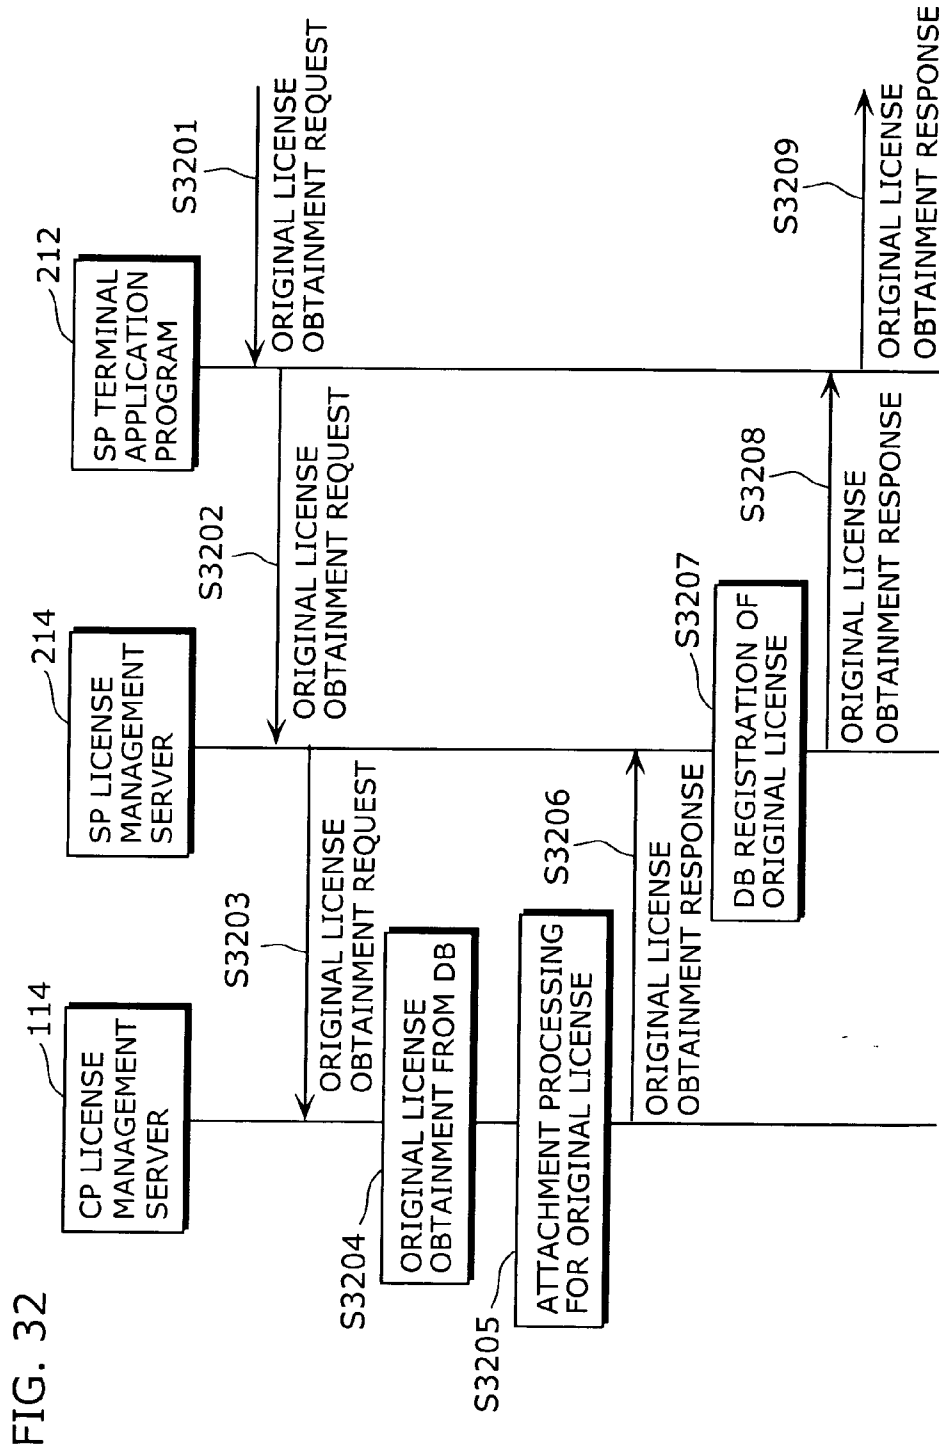 FIG. 32
114
CP LICENSE
MANAGEMENT
SERVER
214
SP LICENSE
MANAGEMENT
SERVER
212
SP TERMINAL
APPLICATION
PROGRAM
S3201
ORIGINAL LICENSE
OBTAINMENT REQUEST
S3202
ORIGINAL LICENSE
OBTAINMENT REQUEST
S3203
ORIGINAL LICENSE
OBTAINMENT REQUEST
S3204
ORIGINAL LICENSE
OBTAINMENT FROM DB
S3205
ATTACHMENT PROCESSING
FOR ORIGINAL LICENSE
S3206
ORIGINAL LICENSE
OBTAINMENT RESPONSE
S3207
DB REGISTRATION OF
ORIGINAL LICENSE
S3208
ORIGINAL LICENSE
OBTAINMENT RESPONSE
S3209
ORIGINAL LICENSE
OBTAINMENT RESPONSE